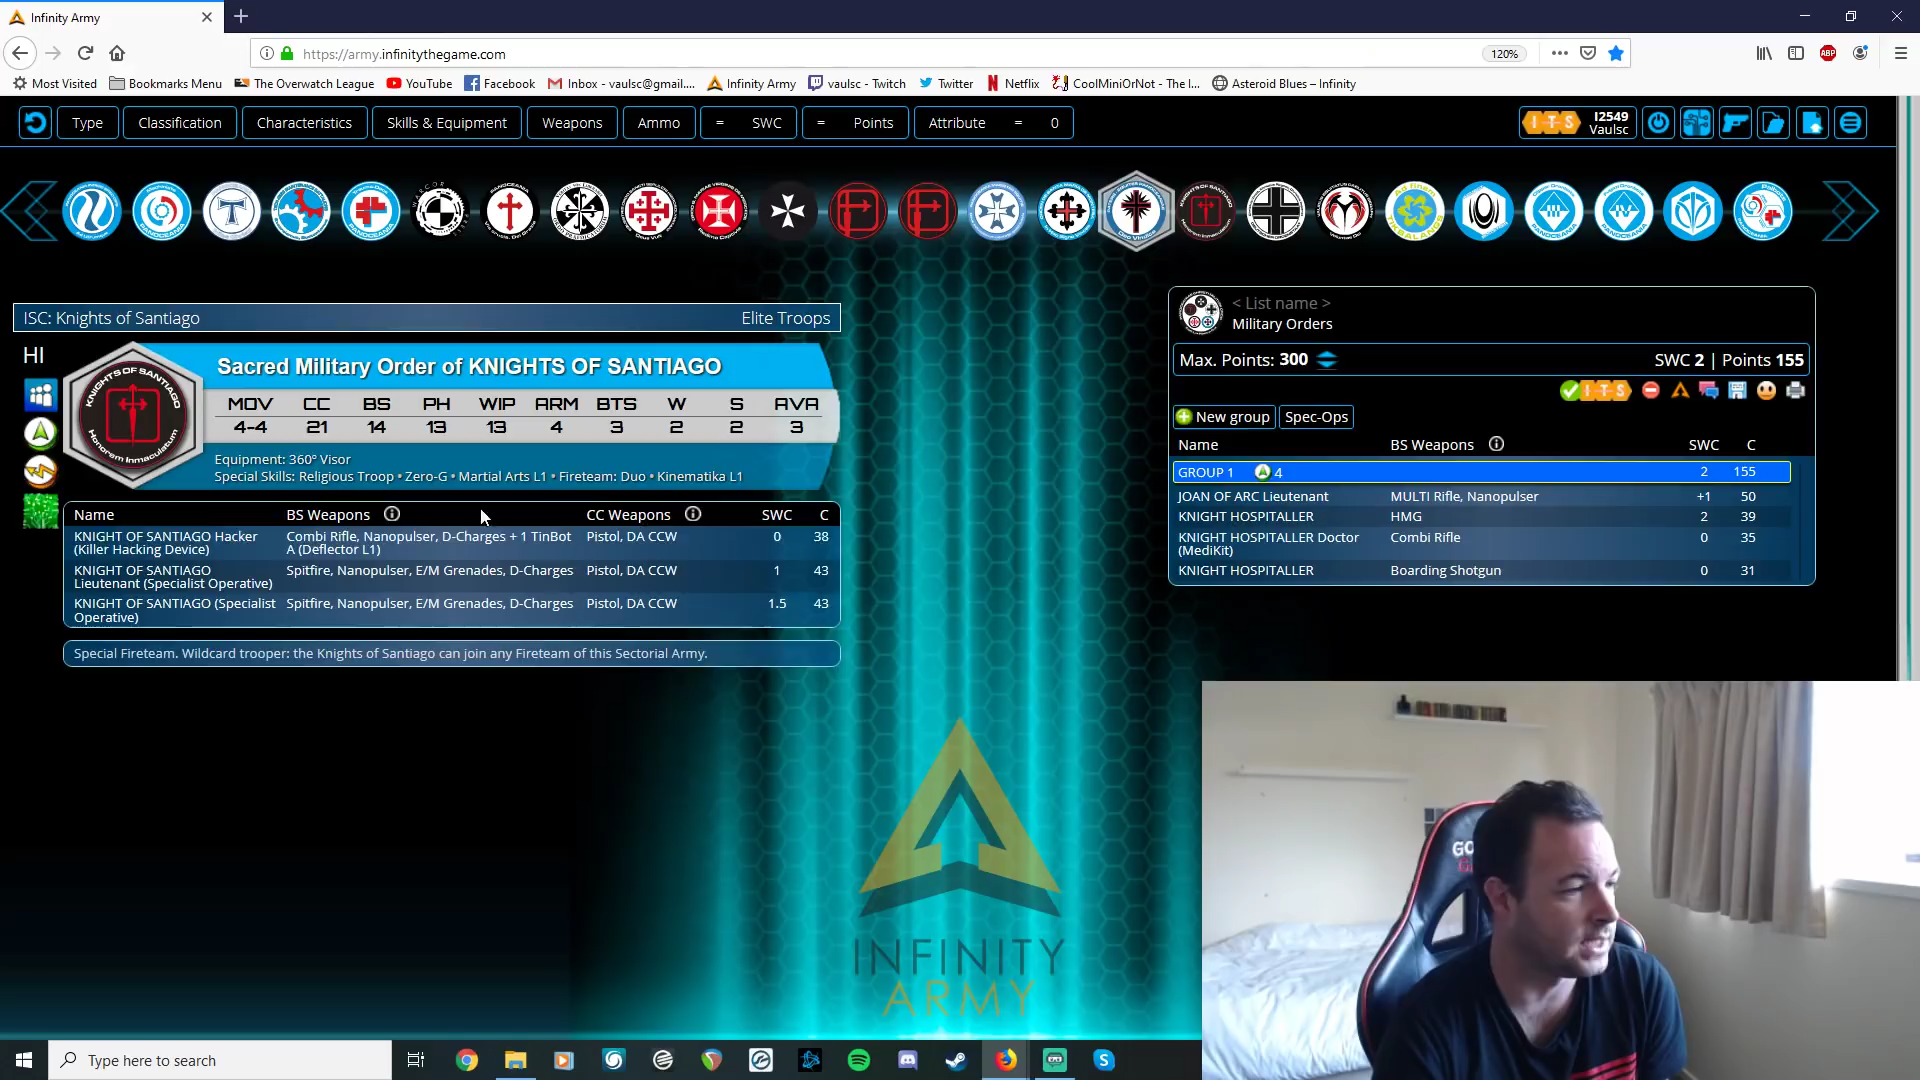 Infinity Army
https://army.infinitythegame.com
120%
Most Visited
Bookmarks Menu
The Overwatch League
YouTube
Facebook
Inbox - vaulsc@gmail....
Infinity Army
vaulsc - Twitch
Twitter
Netflix
CoolMiniOrNot - The I...
Asteroid Blues – Infinity
Type
Classification
Characteristics
Skills & Equipment
Weapons
Ammo
= SWC
= Points
Attribute = 0
ITS
I2549
Vaulsc
ISC: Knights of Santiago
Elite Troops
HI
KNIGHTS OF SANTIAGO
Honorem Inmaculatum
Sacred Military Order of KNIGHTS OF SANTIAGO
MOV CC BS PH WIP ARM BTS W S AVA
4-4 21 14 13 13 4 3 2 2 3
Equipment: 360º Visor
Special Skills: Religious Troop • Zero-G • Martial Arts L1 • Fireteam: Duo • Kinematika L1
Name BS Weapons CC Weapons SWC C
KNIGHT OF SANTIAGO Hacker Combi Rifle, Nanopulser, D-Charges + 1 TinBot Pistol, DA CCW 0 38
(Killer Hacking Device) A (Deflector L1)
KNIGHT OF SANTIAGO Spitfire, Nanopulser, E/M Grenades, D-Charges Pistol, DA CCW 1 43
Lieutenant (Specialist Operative)
KNIGHT OF SANTIAGO (Specialist Spitfire, Nanopulser, E/M Grenades, D-Charges Pistol, DA CCW 1.5 43
Operative)
Special Fireteam. Wildcard trooper: the Knights of Santiago can join any Fireteam of this Sectorial Army.
< List name >
Military Orders
Max. Points: 300
SWC 2 | Points 155
ITS
New group
Spec-Ops
Name BS Weapons SWC C
GROUP 1 4 2 155
JOAN OF ARC Lieutenant MULTI Rifle, Nanopulser +1 50
KNIGHT HOSPITALLER HMG 2 39
KNIGHT HOSPITALLER Doctor Combi Rifle 0 35
(MediKit)
KNIGHT HOSPITALLER Boarding Shotgun 0 31
INFINITY
ARMY
Type here to search